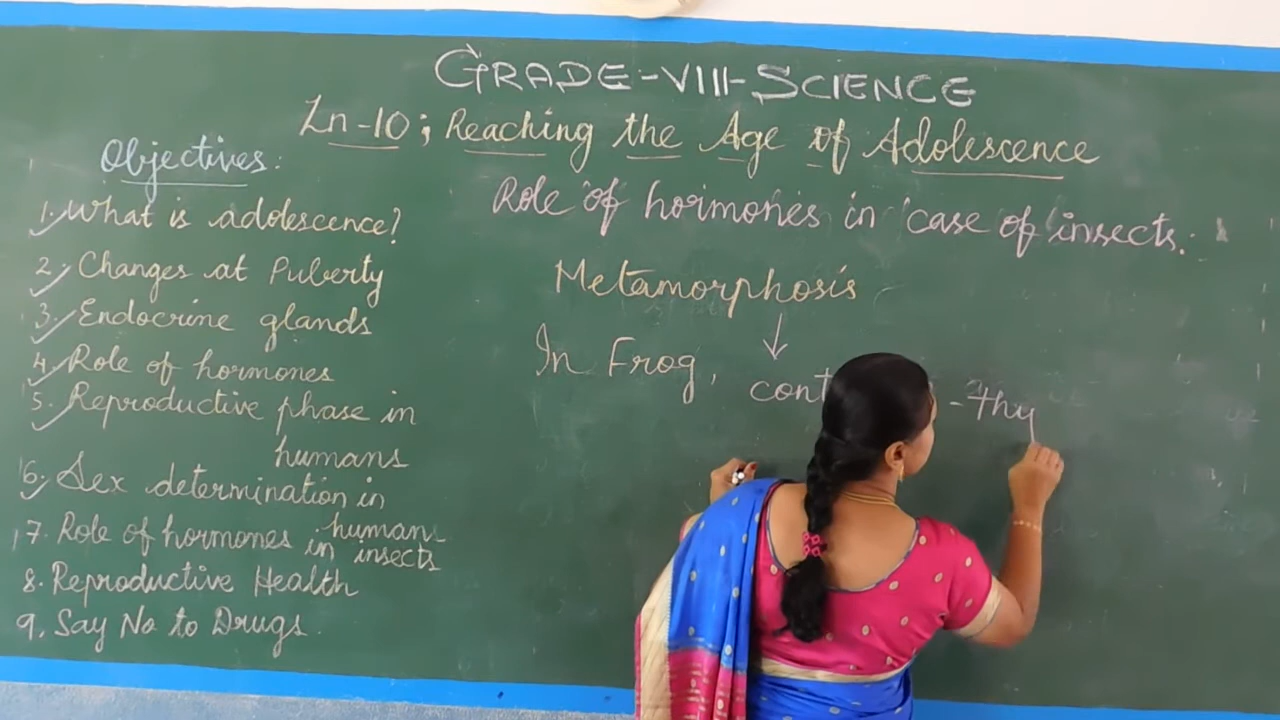 GRADE-VIII-SCIENCE
Ln-10; Reaching the Age of Adolescence
Objectives:
1. What is adolescence?
2. Changes at Puberty
3. Endocrine glands
4. Role of hormones
5. Reproductive phase in
humans
6. Sex determination in
humans
7. Role of hormones in insects
8. Reproductive Health
9. Say No to Drugs.
Role of hormones in case of insects:
Metamorphosis
↓
In Frog, cont - Thy